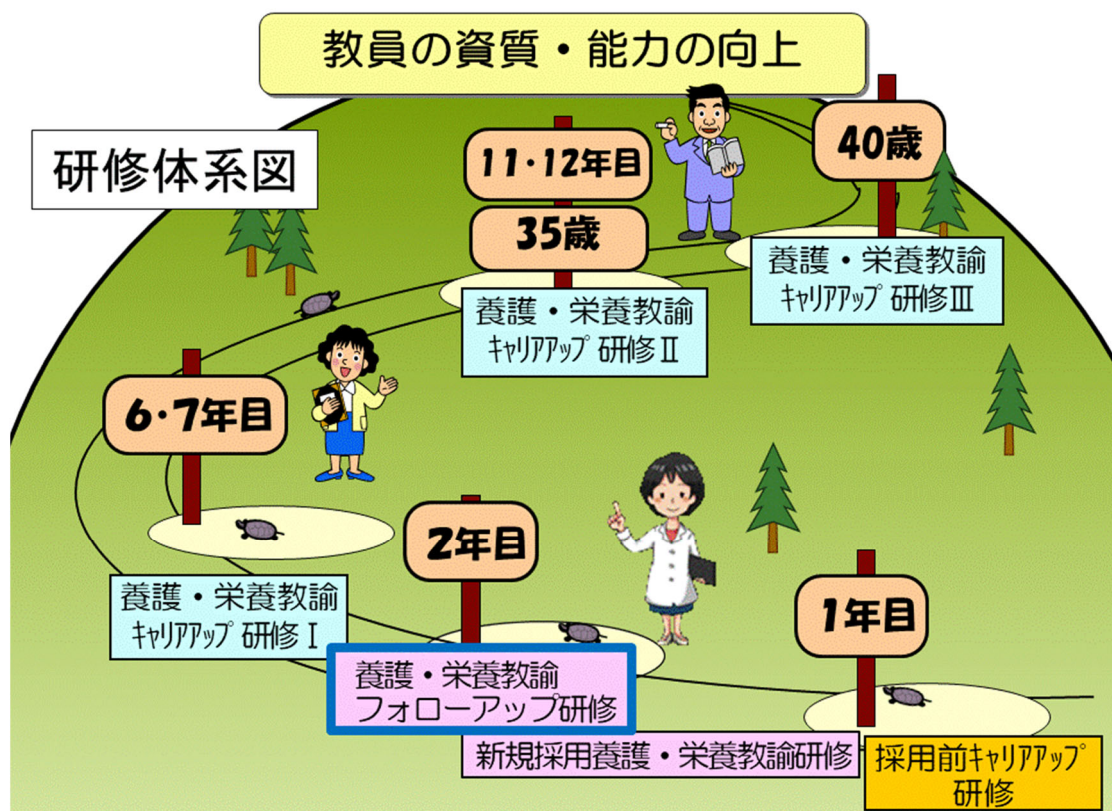 教員の資質・能力の向上
研修体系図
40歳
養護・栄養教諭
ｷｬﾘｱｱｯﾌﾟ 研修Ⅲ
11・12年目
35歳
養護・栄養教諭
ｷｬﾘｱｱｯﾌﾟ 研修Ⅱ
6・7年目
養護・栄養教諭
ｷｬﾘｱｱｯﾌﾟ 研修Ⅰ
2年目
養護・栄養教諭
フォローアップ研修
1年目
新規採用養護・栄養教諭研修
採用前ｷｬﾘｱｱｯﾌﾟ
研修